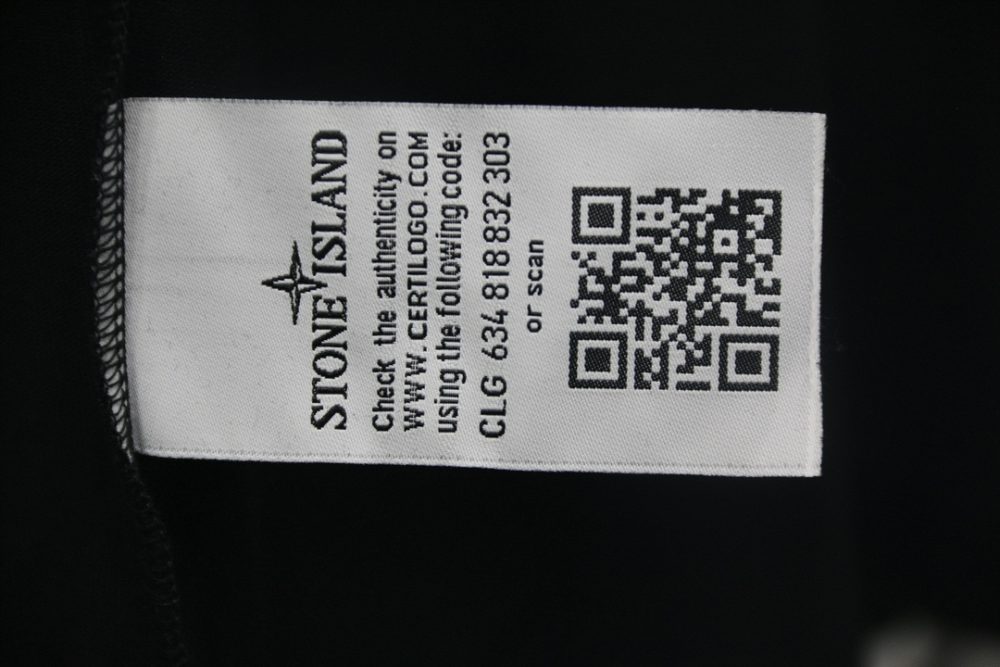 STONE ISLAND
Check the authenticity on
WWW.CERTILOGO.COM
using the following code:
CLG 634 818 832 303
or scan